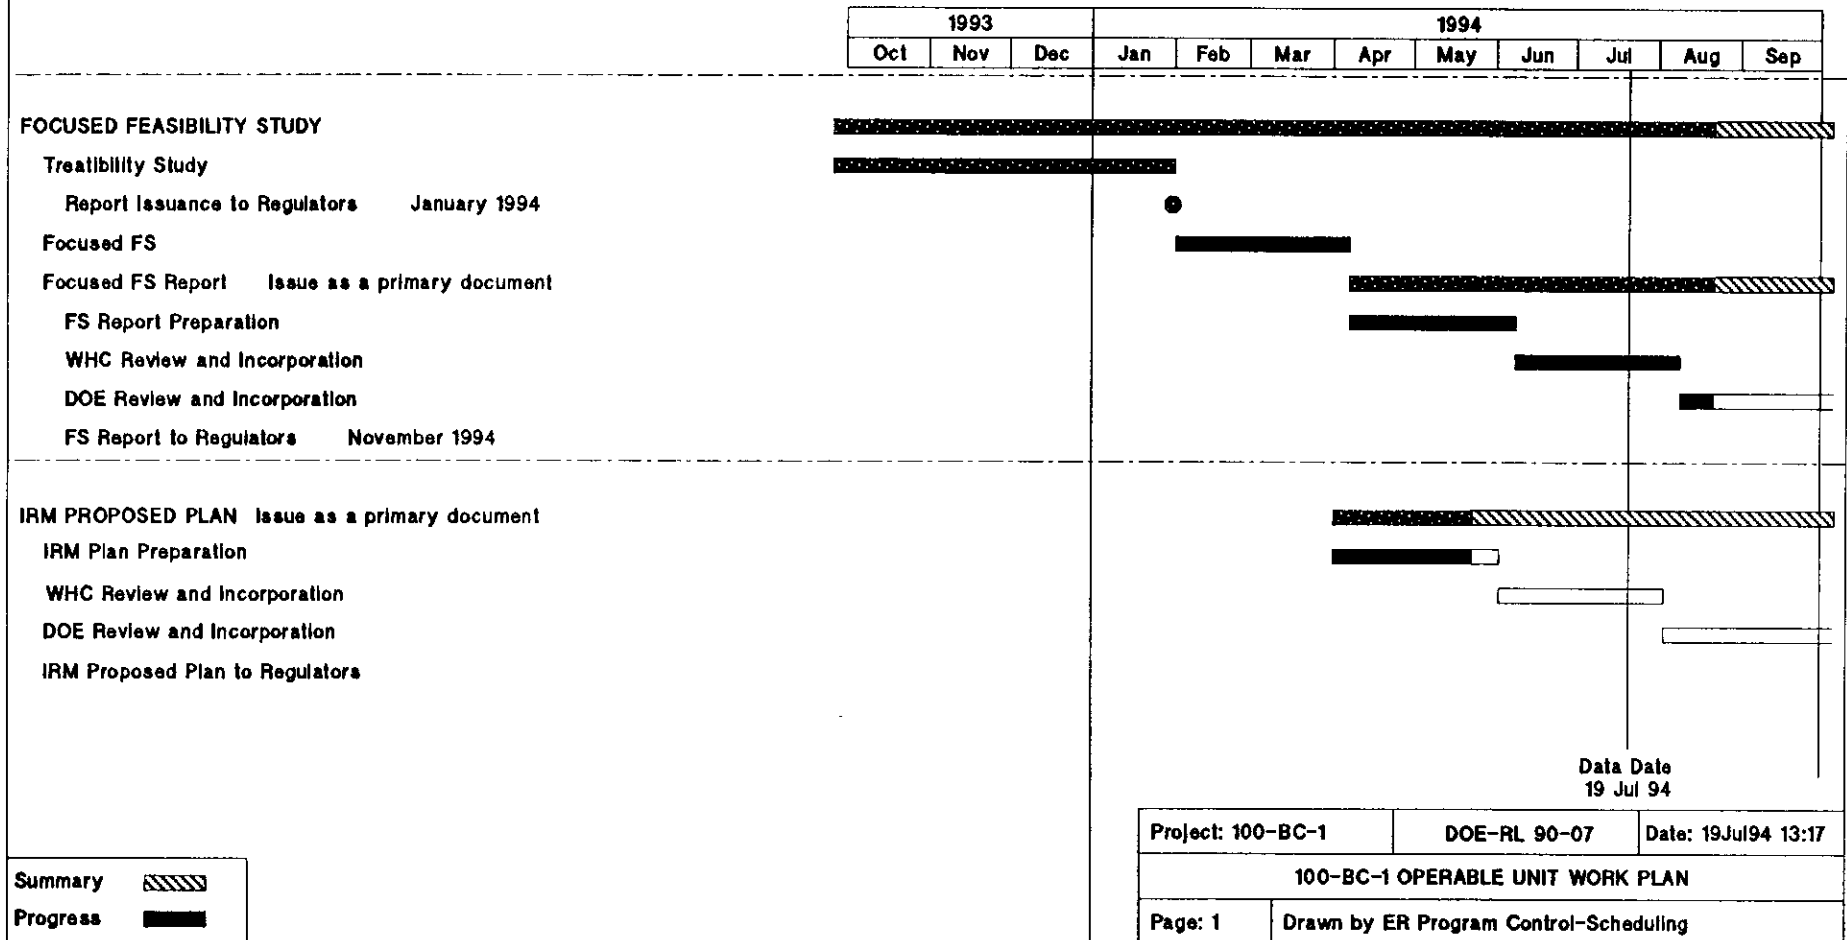 1993 1994
Oct Nov Dec Jan Feb Mar Apr May Jun Jul Aug Sep
FOCUSED FEASIBILITY STUDY
Treatibility Study
Report Issuance to Regulators January 1994
Focused FS
Focused FS Report Issue as a primary document
FS Report Preparation
WHC Review and Incorporation
DOE Review and Incorporation
FS Report to Regulators November 1994
IRM PROPOSED PLAN Issue as a primary document
IRM Plan Preparation
WHC Review and Incorporation
DOE Review and Incorporation
IRM Proposed Plan to Regulators
Data Date
19 Jul 94
Project: 100-BC-1 DOE-RL 90-07 Date: 19Jul94 13:17
100-BC-1 OPERABLE UNIT WORK PLAN
Page: 1 Drawn by ER Program Control-Scheduling
Summary
Progress